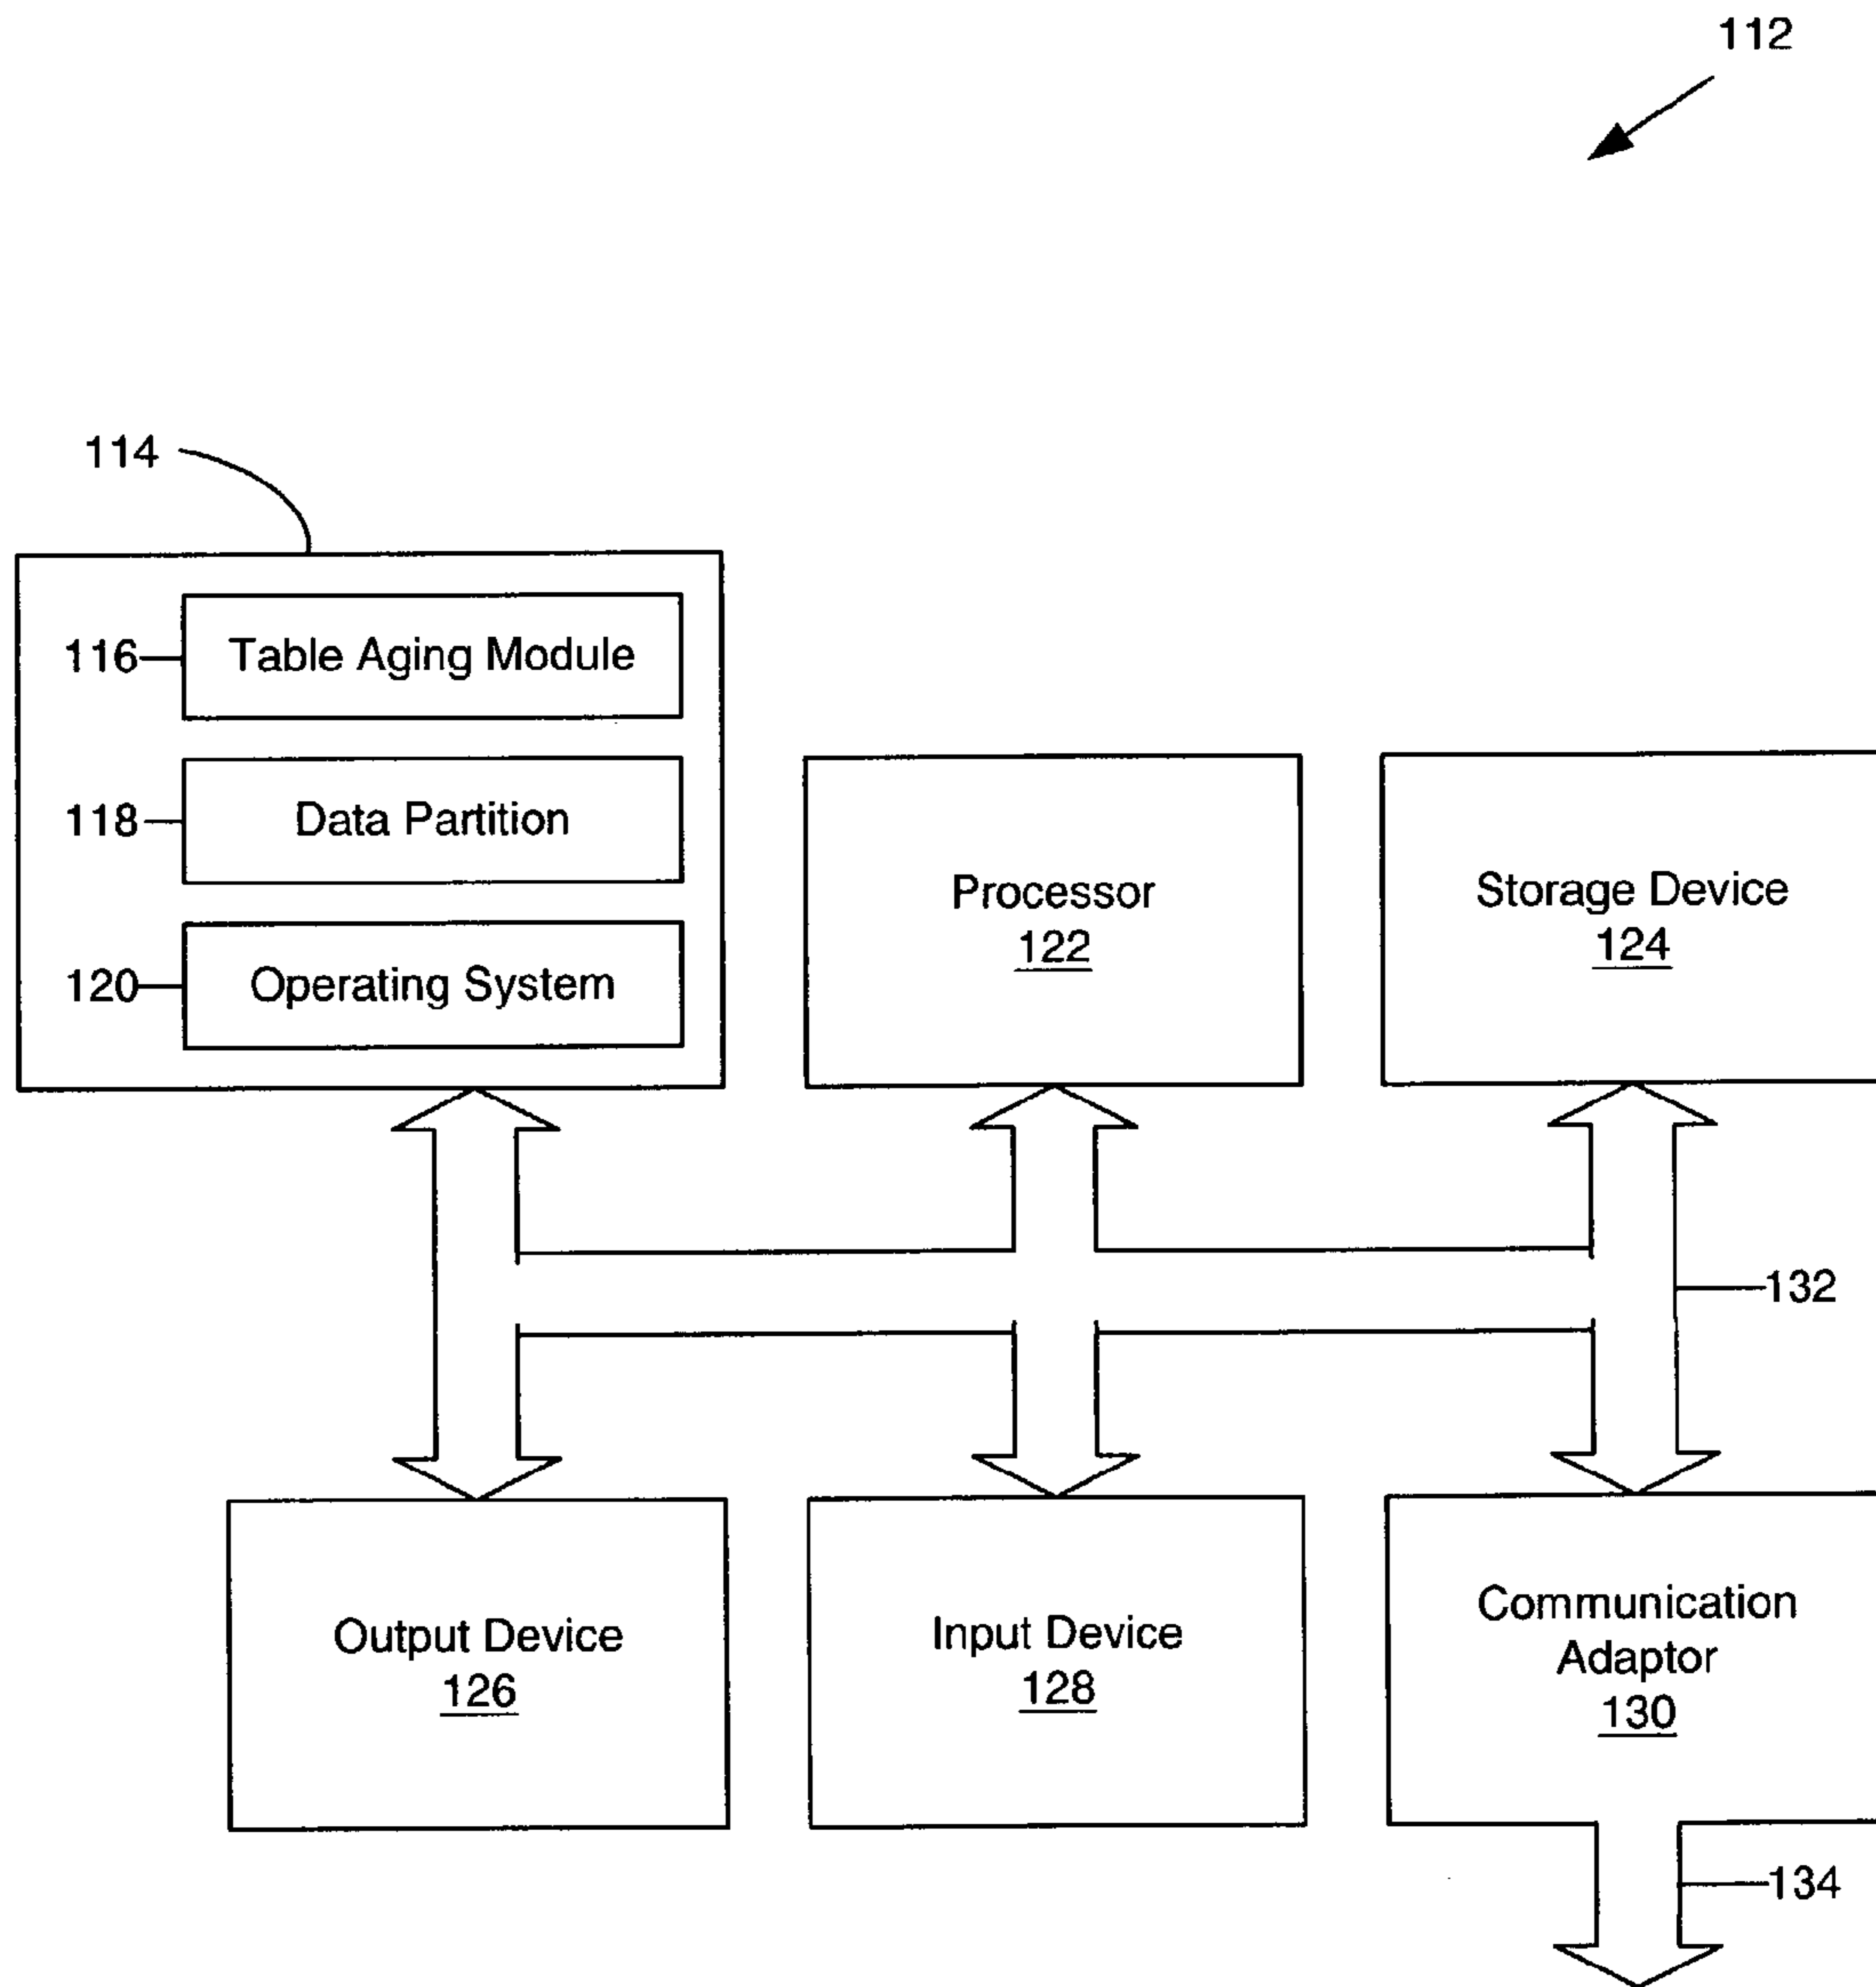 112
114
116
Table Aging Module
118
Data Partition
120
Operating System
Processor
122
Storage Device
124
132
Output Device
126
Input Device
128
Communication
Adaptor
130
134